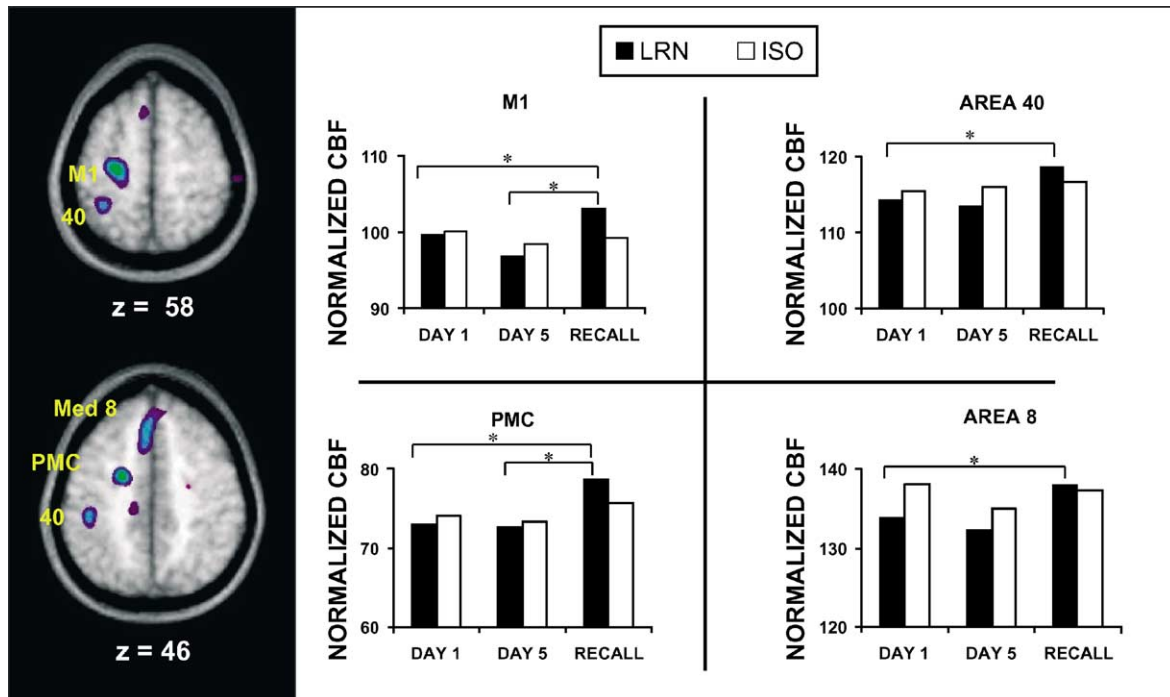 M1
40
z = 58
Med 8
PMC
40
z = 46
LRN ISO
M1
NORMALIZED CBF
110
100
90
*
*
DAY 1 DAY 5 RECALL
AREA 40
NORMALIZED CBF
120
110
100
*
DAY 1 DAY 5 RECALL
PMC
NORMALIZED CBF
80
70
60
*
*
DAY 1 DAY 5 RECALL
AREA 8
NORMALIZED CBF
140
130
120
*
DAY 1 DAY 5 RECALL